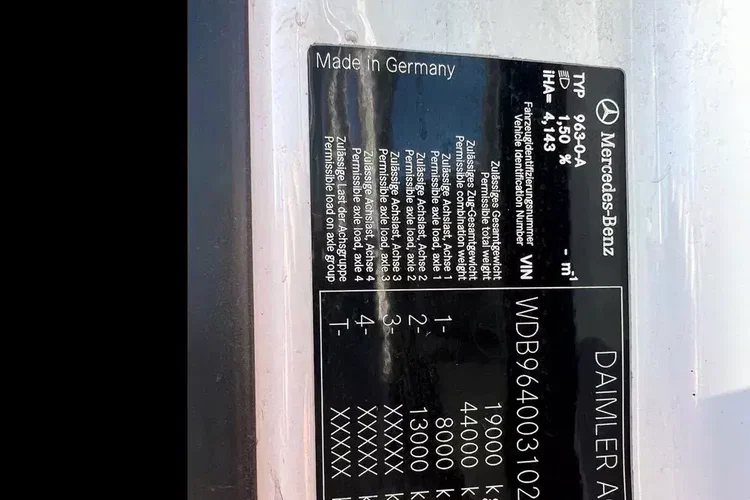 Mercedes-Benz
DAIMLER A
TYP 963-0-A
1,50 % - m-1
iHA= 4,143
Fahrzeugidentifizierungsnummer
Vehicle Identification Number VIN WDB9640003102
Zulässiges Gesamtgewicht
Permissible total weight 19000 kg
Zulässiges Zug-Gesamtgewicht
Permissible combination weight 44000 k
Zulässige Achslast, Achse 1
Permissible axle load, axle 1 1- 8000 k
Zulässige Achslast, Achse 2
Permissible axle load, axle 2 2- 13000 k
Zulässige Achslast, Achse 3
Permissible axle load, axle 3 3- XXXXX k
Zulässige Achslast, Achse 4
Permissible axle load, axle 4 4- XXXXX k
Zulässige Last der Achsgruppe
Permissible load on axle group T- XXXXX k
Made in Germany